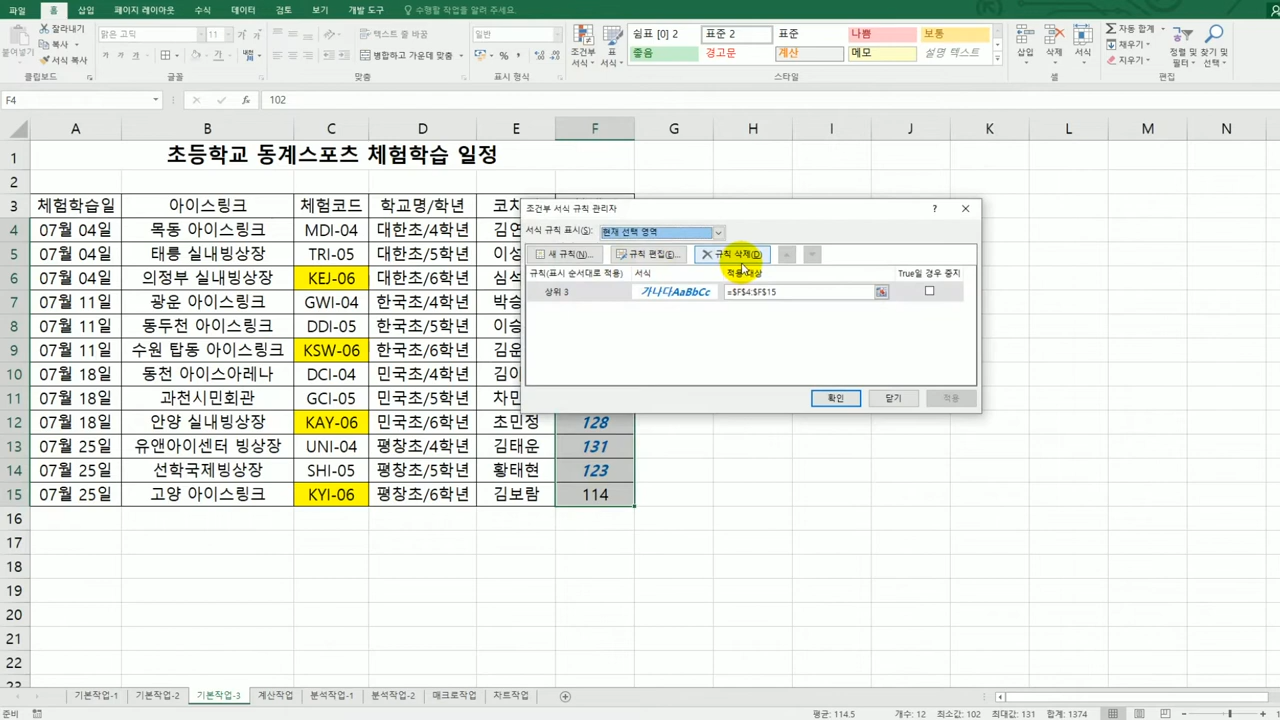 파일 홈 삽입 페이지 레이아웃 수식 데이터 검토 보기 개발 도구 수행할 작업을 알려 주세요.
잘라내기
복사
서식 복사
붙여넣기
맑은 고딕 11
텍스트 줄 바꿈
병합하고 가운데 맞춤
일반
조건부 서식
표 서식
쉼표 [0] 2 표준 2 표준 나쁨 보통
좋음 경고문 계산 메모 설명 텍스트
삽입 삭제 서식
자동 합계
채우기
지우기
정렬 및 필터
찾기 및 선택
클립보드 글꼴 맞춤 표시 형식 스타일 셀 편집
F4 102
A B C D E F G H I J K L M N
1 초등학교 동계스포츠 체험학습 일정
2
3 체험학습일 아이스링크 체험코드 학교명/학년 코치
4 07월 04일 목동 아이스링크 MDI-04 대한초/4학년 김연
5 07월 04일 태릉 실내빙상장 TRI-05 대한초/5학년 이성
6 07월 04일 의정부 실내빙상장 KEJ-06 대한초/6학년 심석
7 07월 11일 광운 아이스링크 GWI-04 한국초/4학년 박승
8 07월 11일 동두천 아이스링크 DDI-05 한국초/5학년 이승
9 07월 11일 수원 탑동 아이스링크 KSW-06 한국초/6학년 김윤
10 07월 18일 동천 아이스아레나 DCI-04 민국초/4학년 김아
11 07월 18일 과천시민회관 GCI-05 민국초/5학년 차민
12 07월 18일 안양 실내빙상장 KAY-06 민국초/6학년 조민정 128
13 07월 25일 유앤아이센터 빙상장 UNI-04 평창초/4학년 김태운 131
14 07월 25일 선학국제빙상장 SHI-05 평창초/5학년 황태현 123
15 07월 25일 고양 아이스링크 KYI-06 평창초/6학년 김보람 114
16
17
18
19
20
21
22
23
조건부 서식 규칙 관리자 ?
서식 규칙 표시(S): 현재 선택 영역
새 규칙(N)... 규칙 편집(E)... 규칙 삭제(D)
규칙(표시 순서대로 적용) 서식 적용 대상 True일 경우 중지
상위 3 가나다AaBbCc =$F$4:$F$15
확인 닫기 적용
기본작업-1 기본작업-2 기본작업-3 계산작업 분석작업-1 분석작업-2 매크로작업 차트작업
준비 평균: 114.5 개수: 12 최소값: 102 최대값: 131 합계: 1374